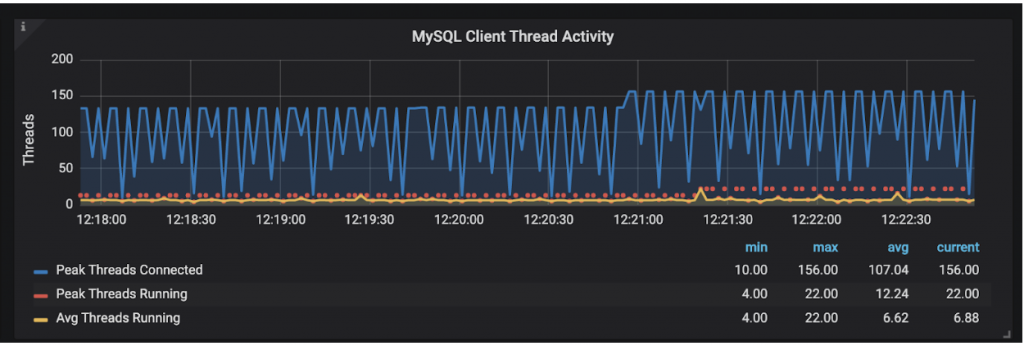 MySQL Client Thread Activity
200
150
100
50
0
Threads
12:18:00 12:18:30 12:19:00 12:19:30 12:20:00 12:20:30 12:21:00 12:21:30 12:22:00 12:22:30
min max avg current
Peak Threads Connected 10.00 156.00 107.04 156.00
Peak Threads Running 4.00 22.00 12.24 22.00
Avg Threads Running 4.00 22.00 6.62 6.88